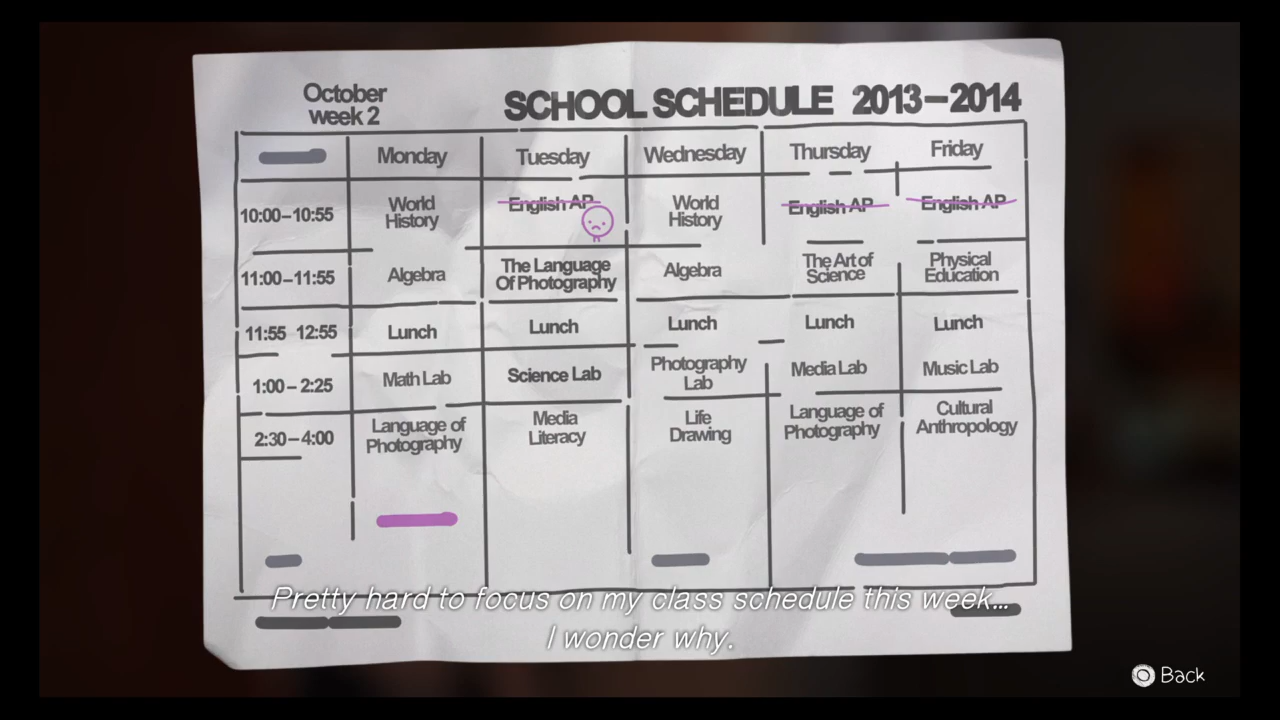 October
week 2
SCHOOL SCHEDULE 2013-2014
Monday Tuesday Wednesday Thursday Friday
10:00-10:55
World
History
English AP
World
History
English AP
English AP
11:00-11:55
Algebra
The Language
Of Photography
Algebra
The Art of
Science
Physical
Education
11:55 12:55
Lunch
Lunch
Lunch
Lunch
Lunch
1:00-2:25
Math Lab
Science Lab
Photography
Lab
Media Lab
Music Lab
2:30-4:00
Language of
Photography
Media
Literacy
Life
Drawing
Language of
Photography
Cultural
Anthropology
Pretty hard to focus on my class schedule this week...
I wonder why.
Back